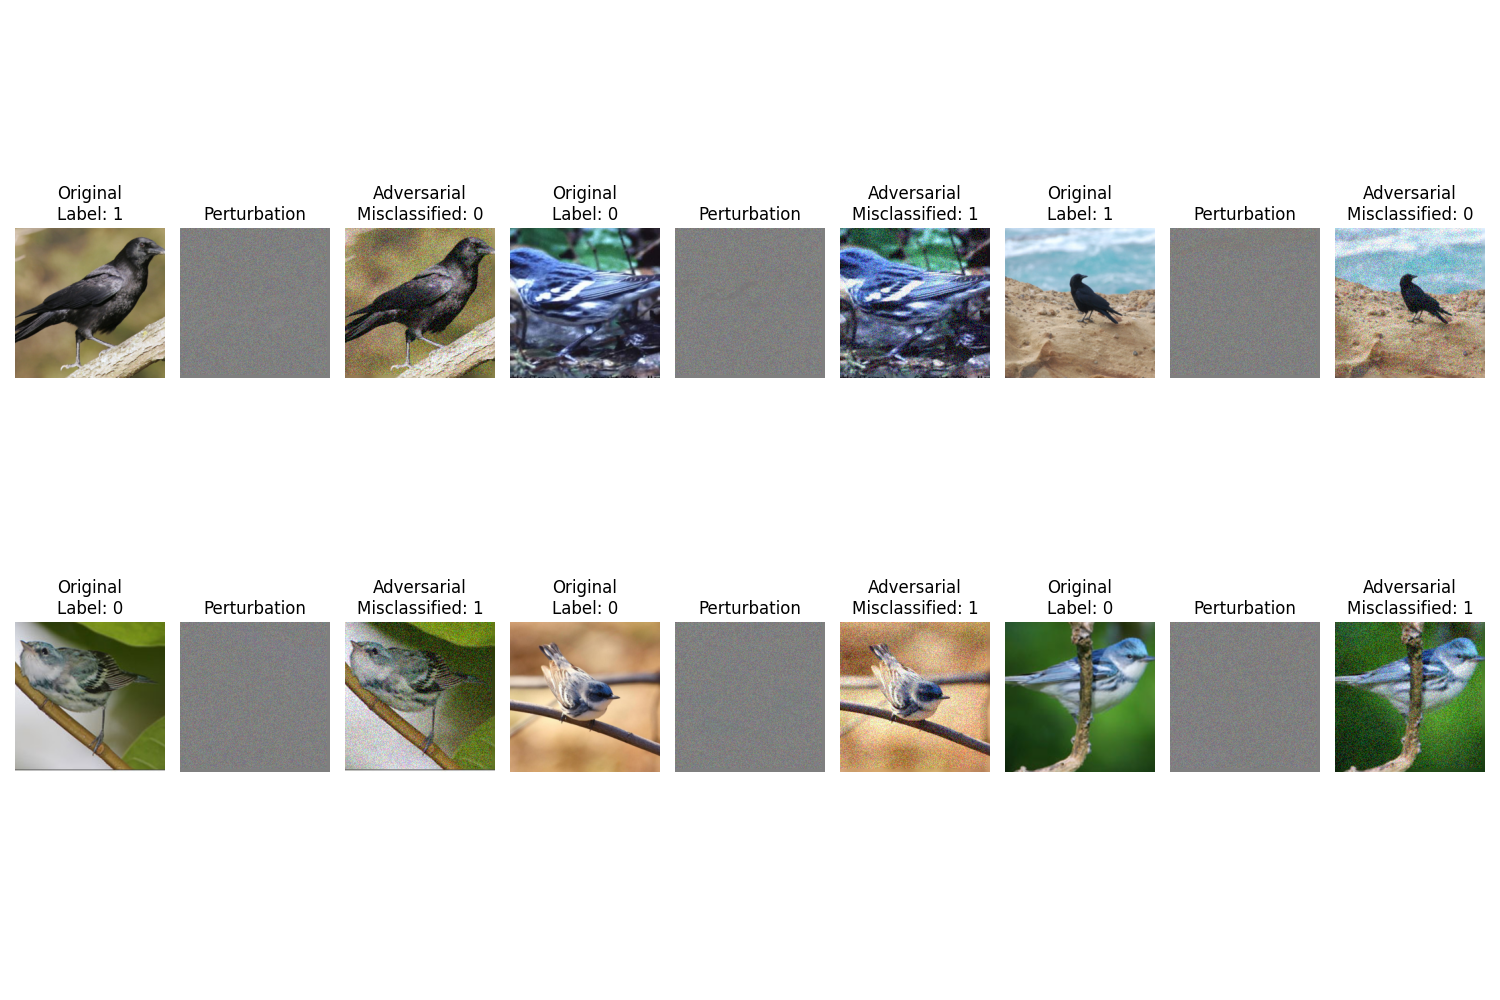 Original
Label: 1
Perturbation
Adversarial
Misclassified: 0
Original
Label: 0
Perturbation
Adversarial
Misclassified: 1
Original
Label: 1
Perturbation
Adversarial
Misclassified: 0
Original
Label: 0
Perturbation
Adversarial
Misclassified: 1
Original
Label: 0
Perturbation
Adversarial
Misclassified: 1
Original
Label: 0
Perturbation
Adversarial
Misclassified: 1